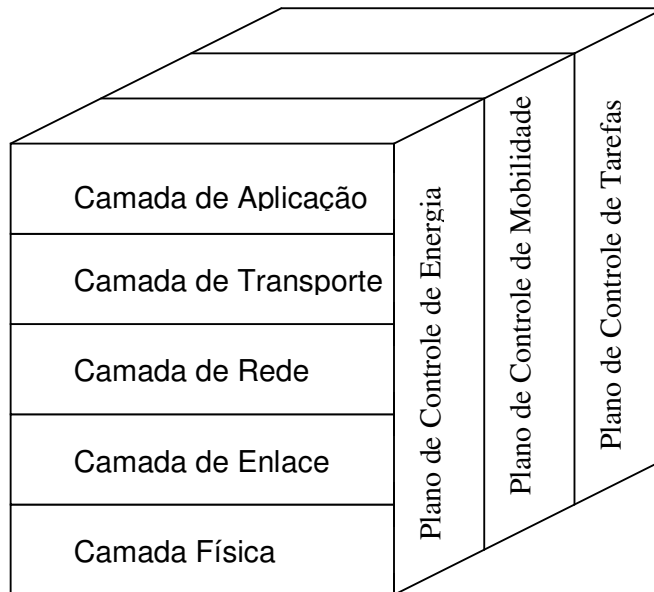 Camada de Aplicação
Camada de Transporte
Camada de Rede
Camada de Enlace
Camada Física
Plano de Controle de Energia
Plano de Controle de Mobilidade
Plano de Controle de Tarefas